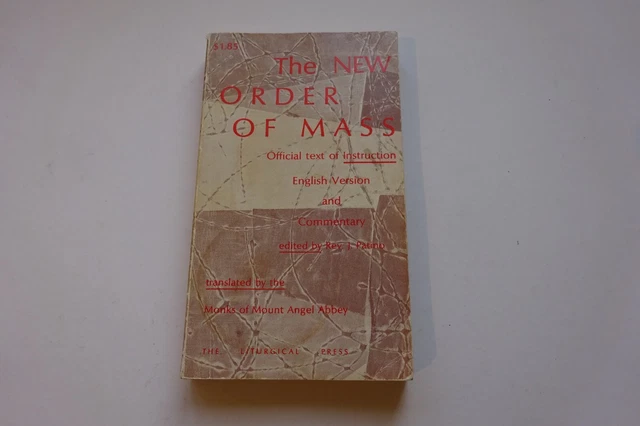 $1.85
The NEW
ORDER
OF MASS
Official text of Instruction
English Version
and
Commentary
edited by Rev. J. Patino
translated by the
Monks of Mount Angel Abbey
THE LITURGICAL PRESS